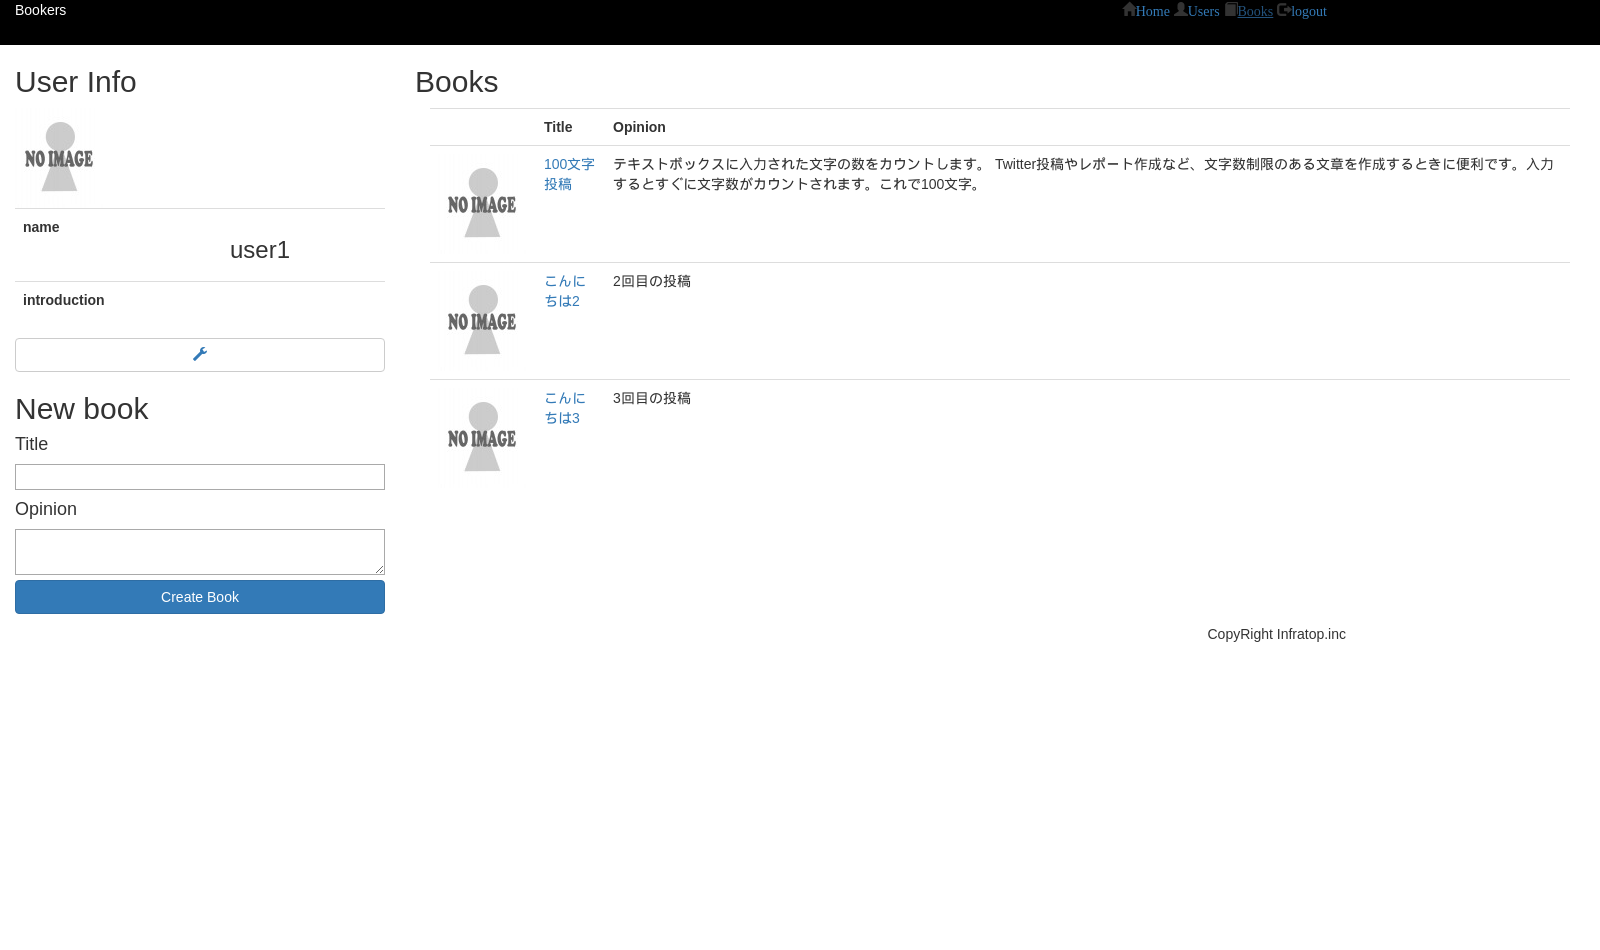 Bookers
Home Users Books logout
User Info
NO IMAGE
name
user1
introduction
New book
Title
Opinion
Create Book
Books
Title Opinion
NO IMAGE
100文字
投稿
テキストボックスに入力された文字の数をカウントします。 Twitter投稿やレポート作成など、文字数制限のある文章を作成するときに便利です。入力
するとすぐに文字数がカウントされます。これで100文字。
NO IMAGE
こんに
ちは2
2回目の投稿
NO IMAGE
こんに
ちは3
3回目の投稿
CopyRight Infratop.inc